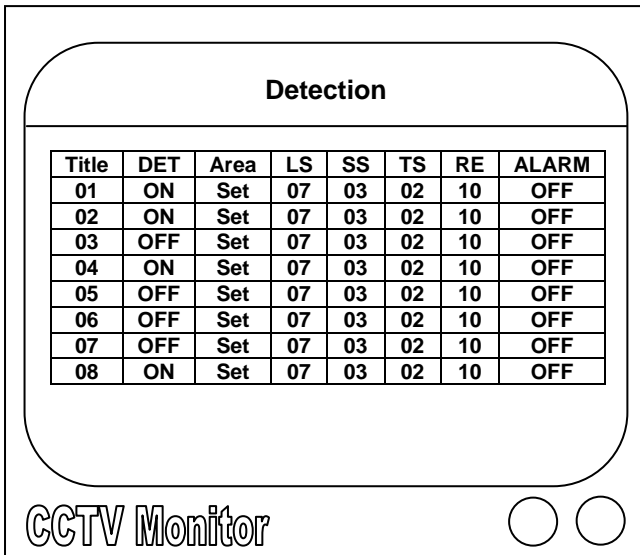 Detection
Title DET Area LS SS TS RE ALARM
01 ON Set 07 03 02 10 OFF
02 ON Set 07 03 02 10 OFF
03 OFF Set 07 03 02 10 OFF
04 ON Set 07 03 02 10 OFF
05 OFF Set 07 03 02 10 OFF
06 OFF Set 07 03 02 10 OFF
07 OFF Set 07 03 02 10 OFF
08 ON Set 07 03 02 10 OFF
CCTV Monitor